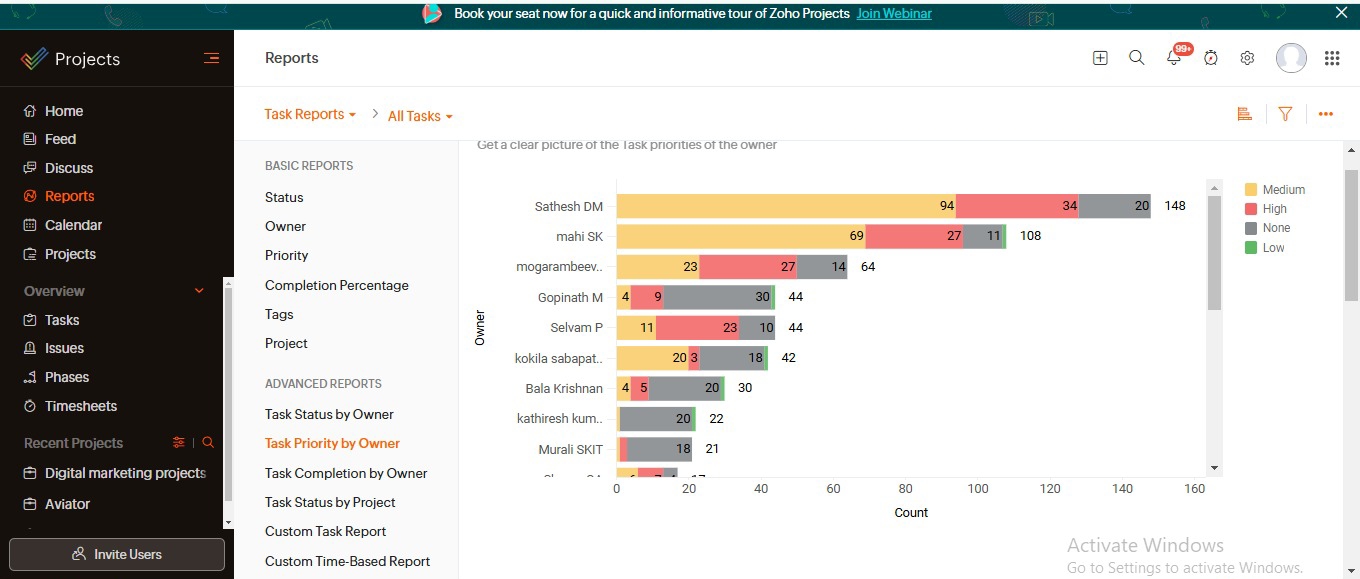 Book your seat now for a quick and informative tour of Zoho Projects Join Webinar
Projects
Reports
99+
Home
Feed
Discuss
Reports
Calendar
Projects
Overview
Tasks
Issues
Phases
Timesheets
Recent Projects
Digital marketing projects
Aviator
Invite Users
Task Reports
All Tasks
BASIC REPORTS
Status
Owner
Priority
Completion Percentage
Tags
Project
ADVANCED REPORTS
Task Status by Owner
Task Priority by Owner
Task Completion by Owner
Task Status by Project
Custom Task Report
Custom Time-Based Report
Get a clear picture of the Task priorities of the owner
Owner
Sathesh DM 94 34 20 148
mahi SK 69 27 11 108
mogarambeev.. 23 27 14 64
Gopinath M 4 9 30 44
Selvam P 11 23 10 44
kokila sabapat.. 20 3 18 42
Bala Krishnan 4 5 20 30
kathiresh kum.. 20 22
Murali SKIT 18 21
0 20 40 60 80 100 120 140 160
Count
Medium
High
None
Low
Activate Windows
Go to Settings to activate Windows.